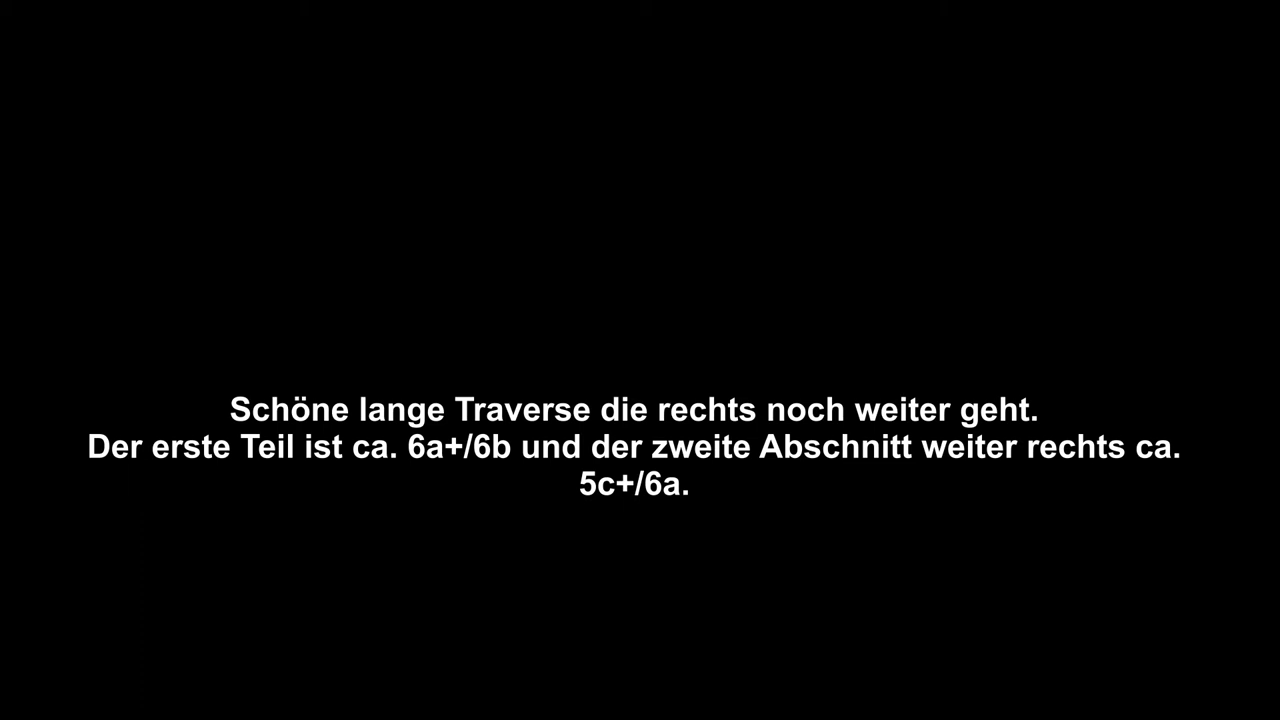 Schöne lange Traverse die rechts noch weiter geht.
Der erste Teil ist ca. 6a+/6b und der zweite Abschnitt weiter rechts ca.
5c+/6a.